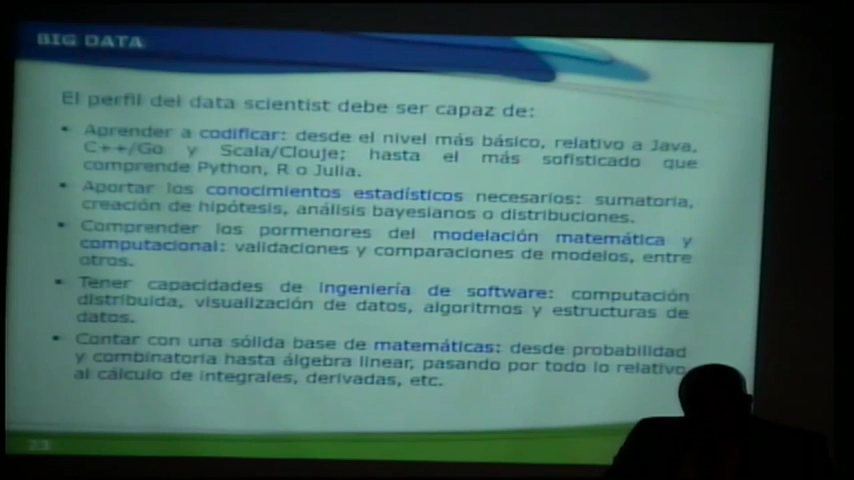 BIG DATA
El perfil del data scientist debe ser capaz de:
• Aprender a codificar: desde el nivel más básico, relativo a Java,
C++/Go y Scala/Clouje; hasta el más sofisticado que
comprende Python, R o Julia.
• Aportar los conocimientos estadísticos necesarios: sumatoria,
creación de hipótesis, análisis bayesianos o distribuciones.
• Comprender los pormenores del modelación matemática y
computacional: validaciones y comparaciones de modelos, entre
otros.
• Tener capacidades de ingeniería de software: computación
distribuida, visualización de datos, algoritmos y estructuras de
datos.
• Contar con una sólida base de matemáticas: desde probabilidad
y combinatoria hasta álgebra linear, pasando por todo lo relativo
al cálculo de integrales, derivadas, etc.